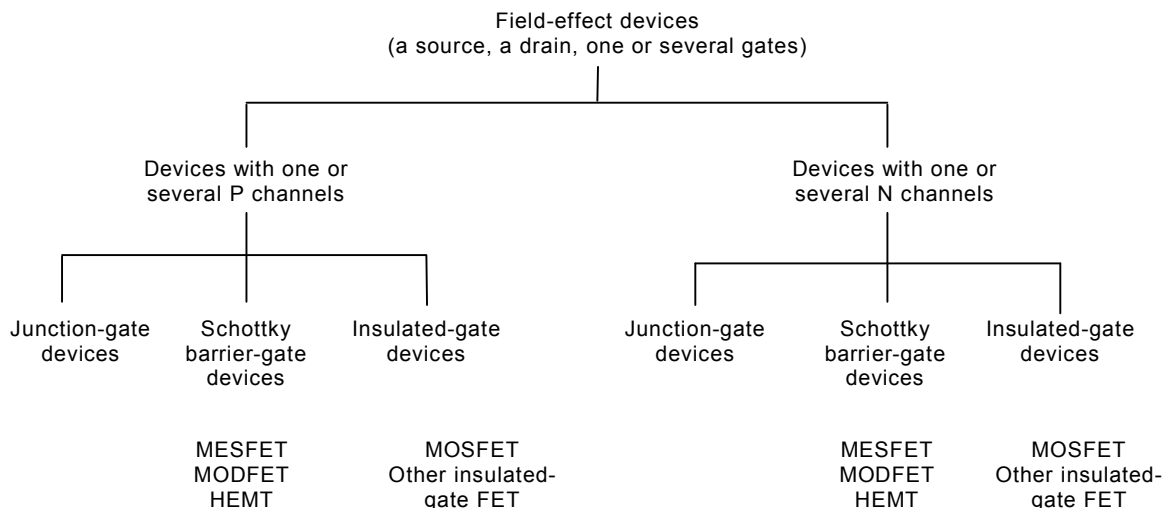 Field-effect devices
(a source, a drain, one or several gates)
Devices with one or
several P channels
Devices with one or
several N channels
Junction-gate
devices
Schottky
barrier-gate
devices
Insulated-gate
devices
Junction-gate
devices
Schottky
barrier-gate
devices
Insulated-gate
devices
MESFET
MODFET
HEMT
MOSFET
Other insulated-
gate FET
MESFET
MODFET
HEMT
MOSFET
Other insulated-
gate FET